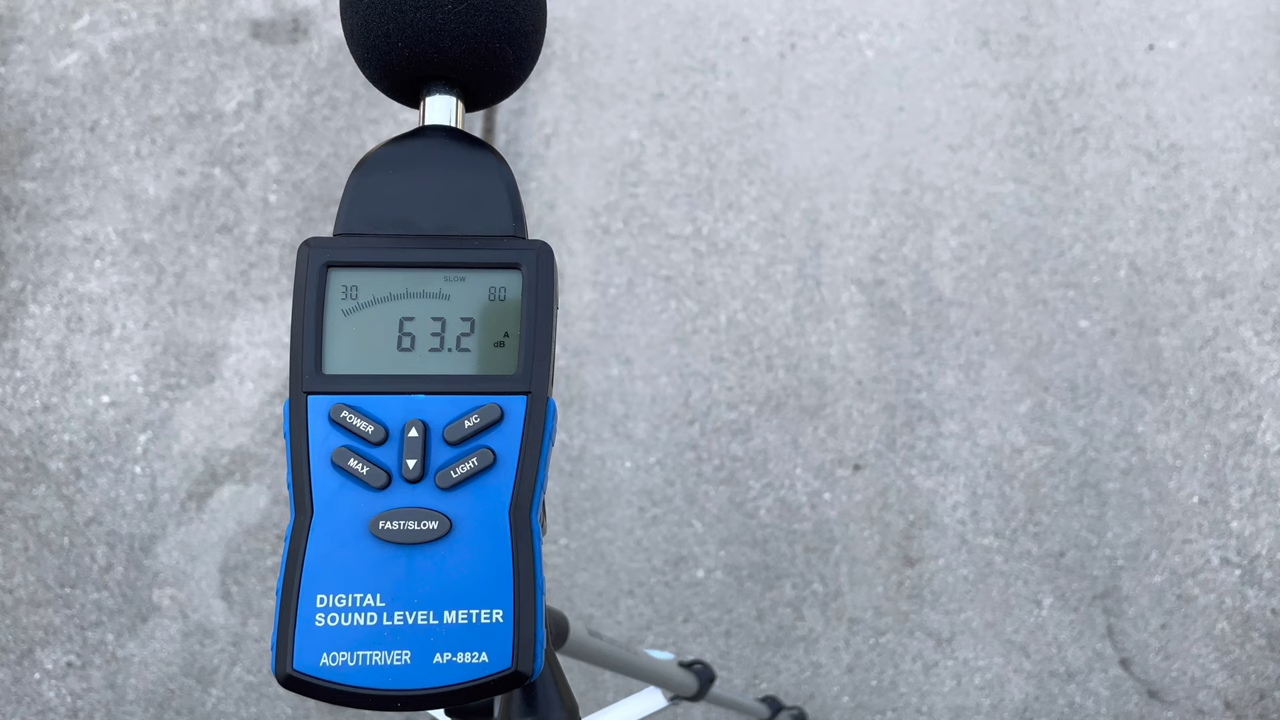 SLOW
30 80
63.2 A
dB
POWER A/C
▲
▼
MAX LIGHT
FAST/SLOW
DIGITAL
SOUND LEVEL METER
AOPUTTRIVER AP-882A